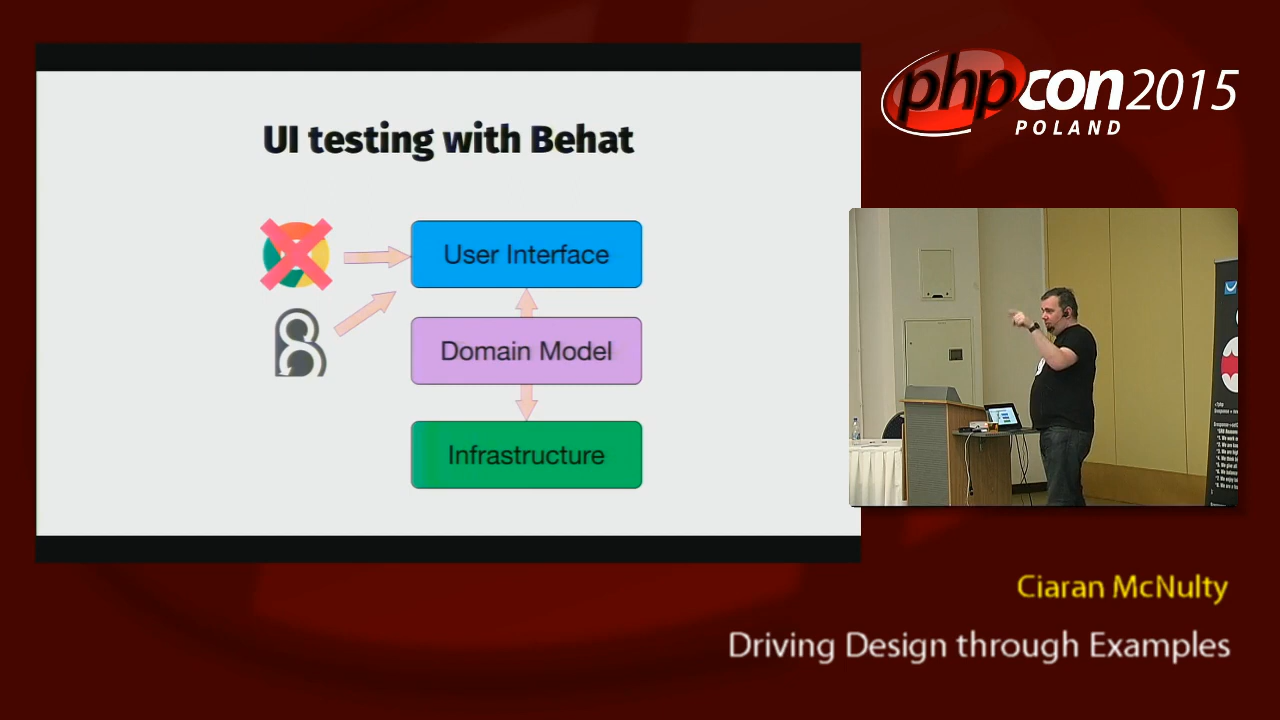 UI testing with Behat
User Interface
Domain Model
Infrastructure
phpcon2015
POLAND
Ciaran McNulty
Driving Design through Examples